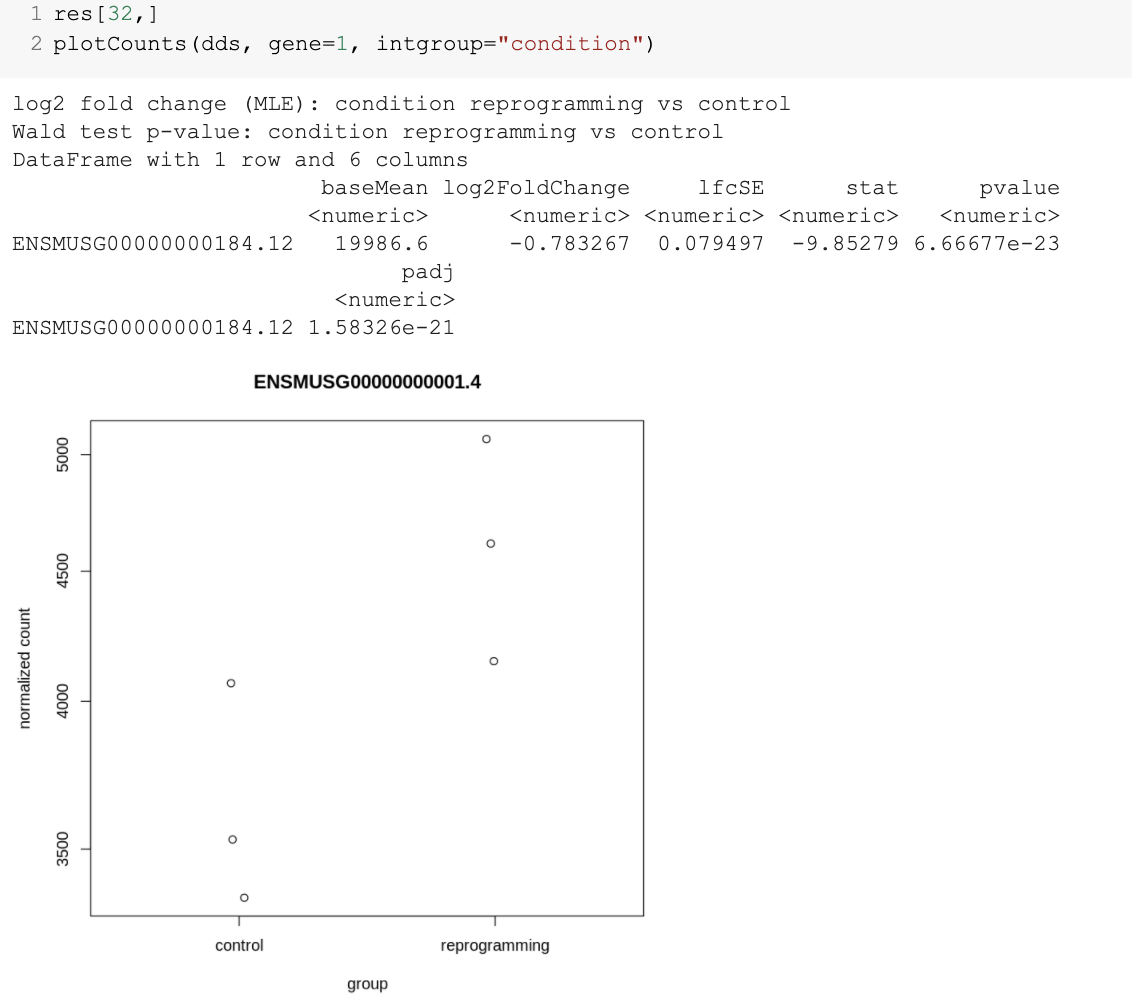 1 res[32,]
2 plotCounts(dds, gene=1, intgroup="condition")
log2 fold change (MLE): condition reprogramming vs control
Wald test p-value: condition reprogramming vs control
DataFrame with 1 row and 6 columns
baseMean log2FoldChange lfcSE stat pvalue
<numeric> <numeric> <numeric> <numeric> <numeric>
ENSMUSG00000000184.12 19986.6 -0.783267 0.079497 -9.85279 6.66677e-23
padj
<numeric>
ENSMUSG00000000184.12 1.58326e-21
ENSMUSG00000000001.4
5000
4500
4000
3500
normalized count
control reprogramming
group